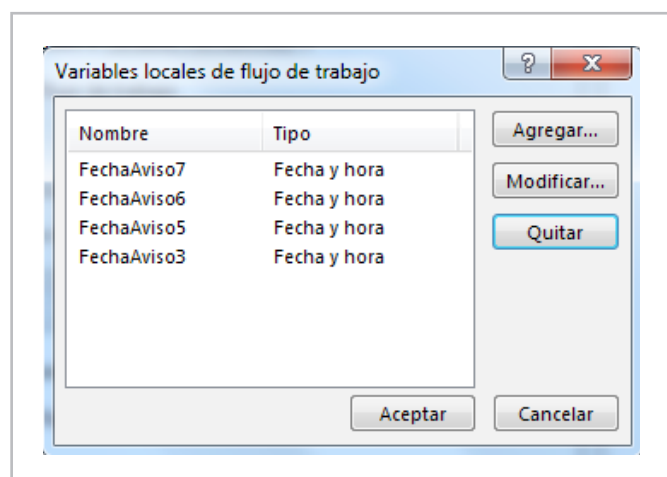 Variables locales de flujo de trabajo
Nombre Tipo
FechaAviso7 Fecha y hora
FechaAviso6 Fecha y hora
FechaAviso5 Fecha y hora
FechaAviso3 Fecha y hora
Agregar...
Modificar...
Quitar
Aceptar Cancelar